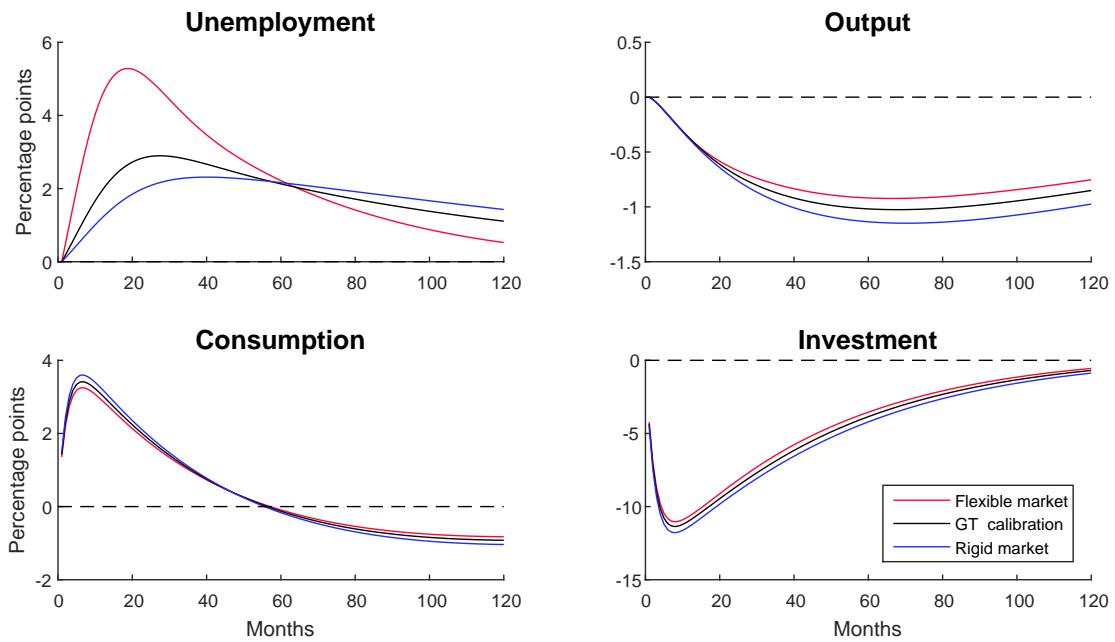 Unemployment
Output
Percentage points
6
4
2
0
0 20 40 60 80 100 120
0.5
0
-0.5
-1
-1.5
0 20 40 60 80 100 120
Consumption
Investment
Percentage points
4
2
0
-2
0 20 40 60 80 100 120
Months
0
-5
-10
-15
0 20 40 60 80 100 120
Months
Flexible market
GT calibration
Rigid market